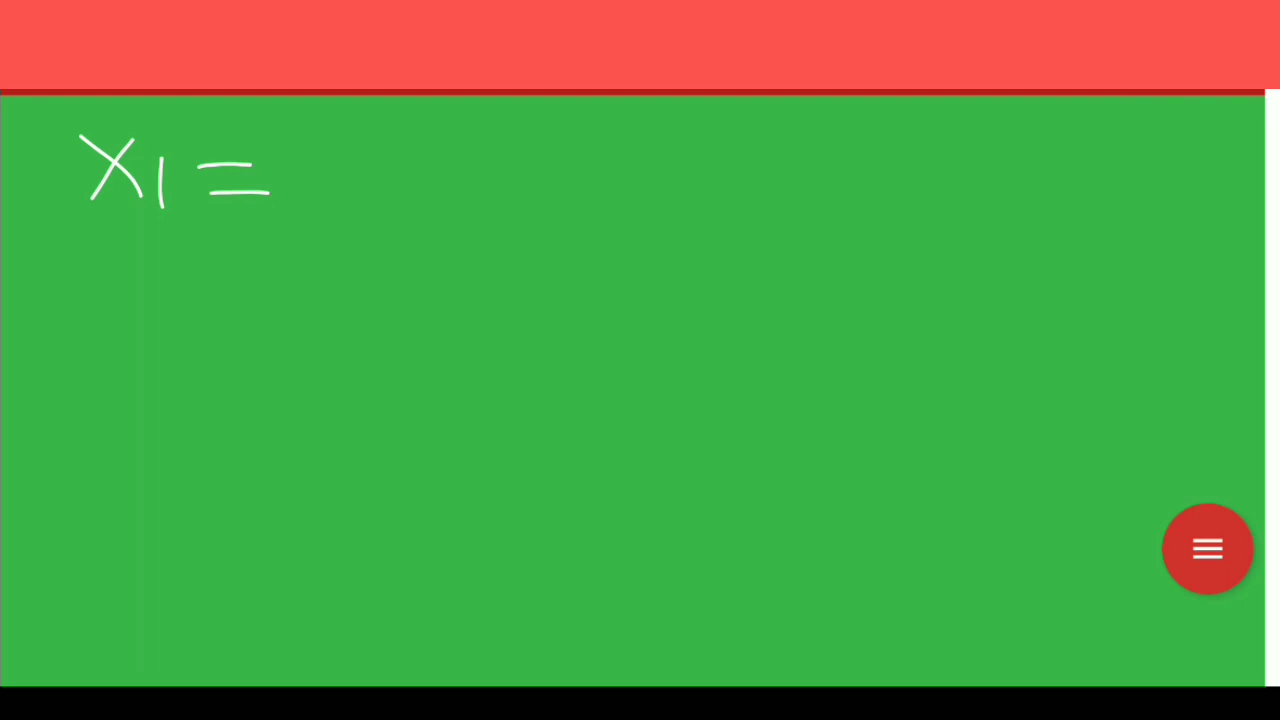 X₁ =